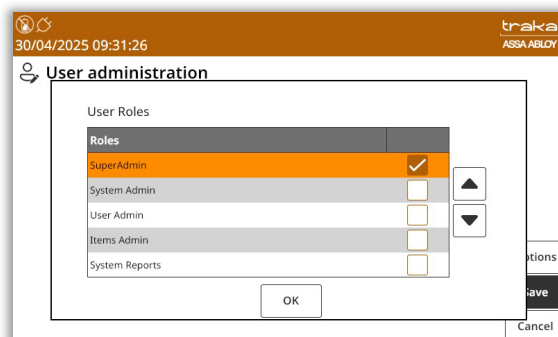 traka
30/04/2025 09:31:26
ASSA ABLOY
User administration
User Roles
Roles
SuperAdmin
System Admin
User Admin
Items Admin
System Reports
OK
ptions
Save
Cancel